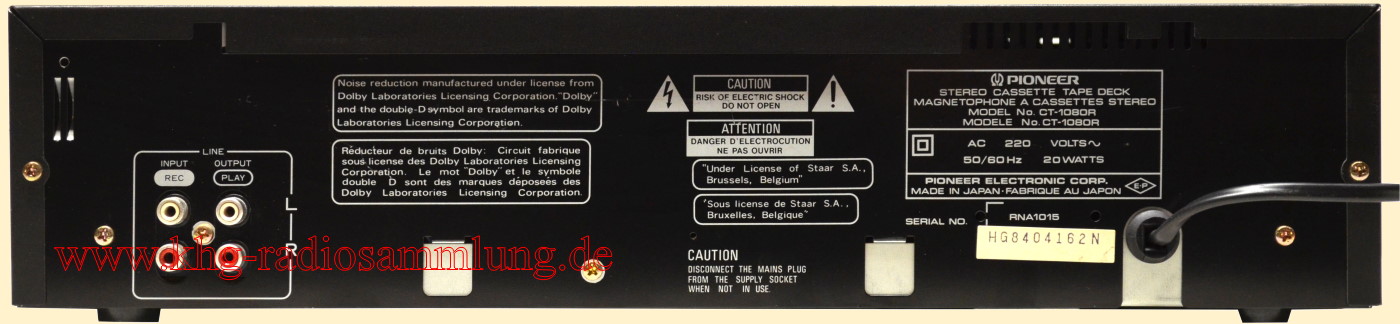 Noise reduction manufactured under license from
Dolby Laboratories Licensing Corporation."Dolby"
and the double-D symbol are trademarks of Dolby
Laboratories Licensing Corporation.
Réducteur de bruits Dolby: Circuit fabrique
sous license des Dolby Laboratories Licensing
Corporation. Le mot "Dolby" et le symbole
double D sont des marques déposées des
Dolby Laboratories Licensing Corporation.
LINE
INPUT OUTPUT
REC PLAY
L
R
CAUTION
RISK OF ELECTRIC SHOCK
DO NOT OPEN
ATTENTION
DANGER D'ELECTROCUTION
NE PAS OUVRIR
"Under License of Staar S.A.,
Brussels, Belgium"
"Sous license de Staar S.A.,
Bruxelles, Belgique"
CAUTION
DISCONNECT THE MAINS PLUG
FROM THE SUPPLY SOCKET
WHEN NOT IN USE.
PIONEER
STEREO CASSETTE TAPE DECK
MAGNETOPHONE A CASSETTES STEREO
MODEL No. CT-1080R
MODELE No. CT-1080R
AC 220 VOLTS~
50/60Hz 20WATTS
PIONEER ELECTRONIC CORP.
MADE IN JAPAN·FABRIQUE AU JAPON
E-P
SERIAL NO.
RNA1015
HG8404162N
www.khg-radiosammlung.de